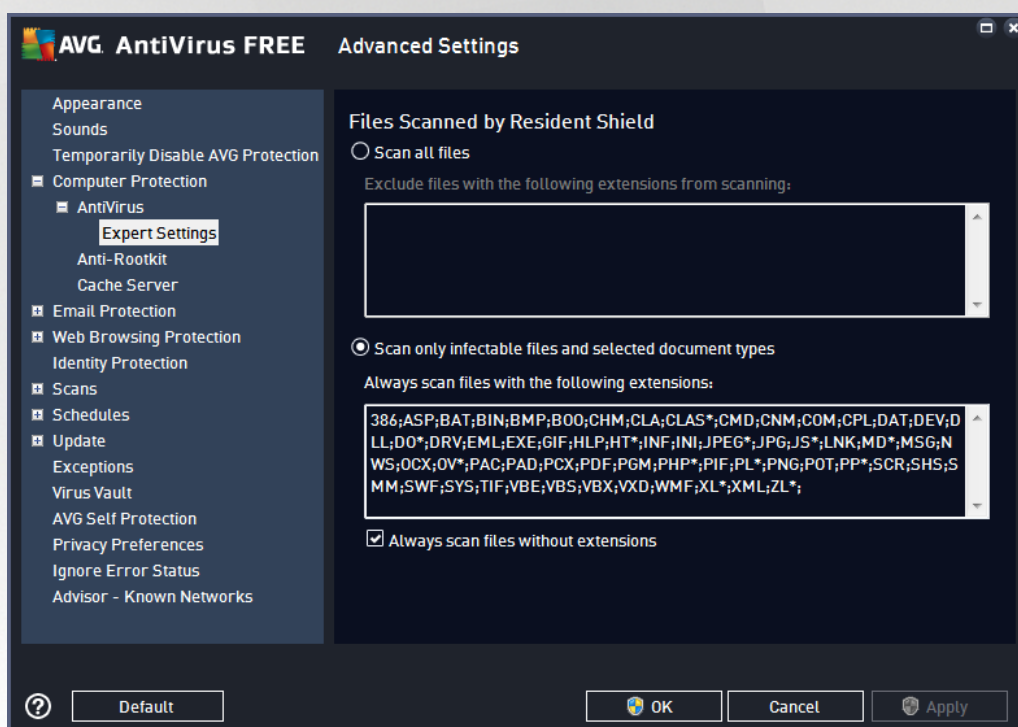 AVG. AntiVirus FREE Advanced Settings
Appearance
Sounds
Temporarily Disable AVG Protection
Computer Protection
AntiVirus
Expert Settings
Anti-Rootkit
Cache Server
Email Protection
Web Browsing Protection
Identity Protection
Scans
Schedules
Update
Exceptions
Virus Vault
AVG Self Protection
Privacy Preferences
Ignore Error Status
Advisor - Known Networks
Files Scanned by Resident Shield
Scan all files
Exclude files with the following extensions from scanning:
Scan only infectable files and selected document types
Always scan files with the following extensions:
386;ASP;BAT;BIN;BMP;BOO;CHM;CLA;CLAS*;CMD;CNM;COM;CPL;DAT;DEV;D
LL;DO*;DRV;EML;EXE;GIF;HLP;HT*;INF;INI;JPEG*;JPG;JS*;LNK;MD*;MSG;N
WS;OCX;OV*;PAC;PAD;PCX;PDF;PGM;PHP*;PIF;PL*;PNG;POT;PP*;SCR;SHS;S
MM;SWF;SYS;TIF;VBE;VBS;VBX;VXD;WMF;XL*;XML;ZL*;
Always scan files without extensions
? Default OK Cancel Apply